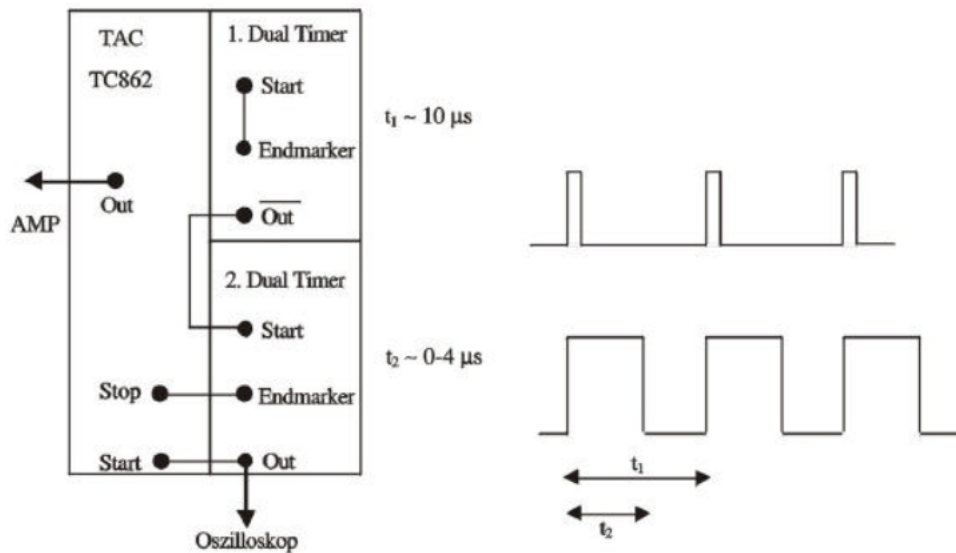 TAC
TC862
Out
AMP
Stop
Start
1. Dual Timer
Start
Endmarker
Out
2. Dual Timer
Start
Endmarker
Out
Oszilloskop
t₁ ~ 10 μs
t₂ ~ 0-4 μs
t₁
t₂